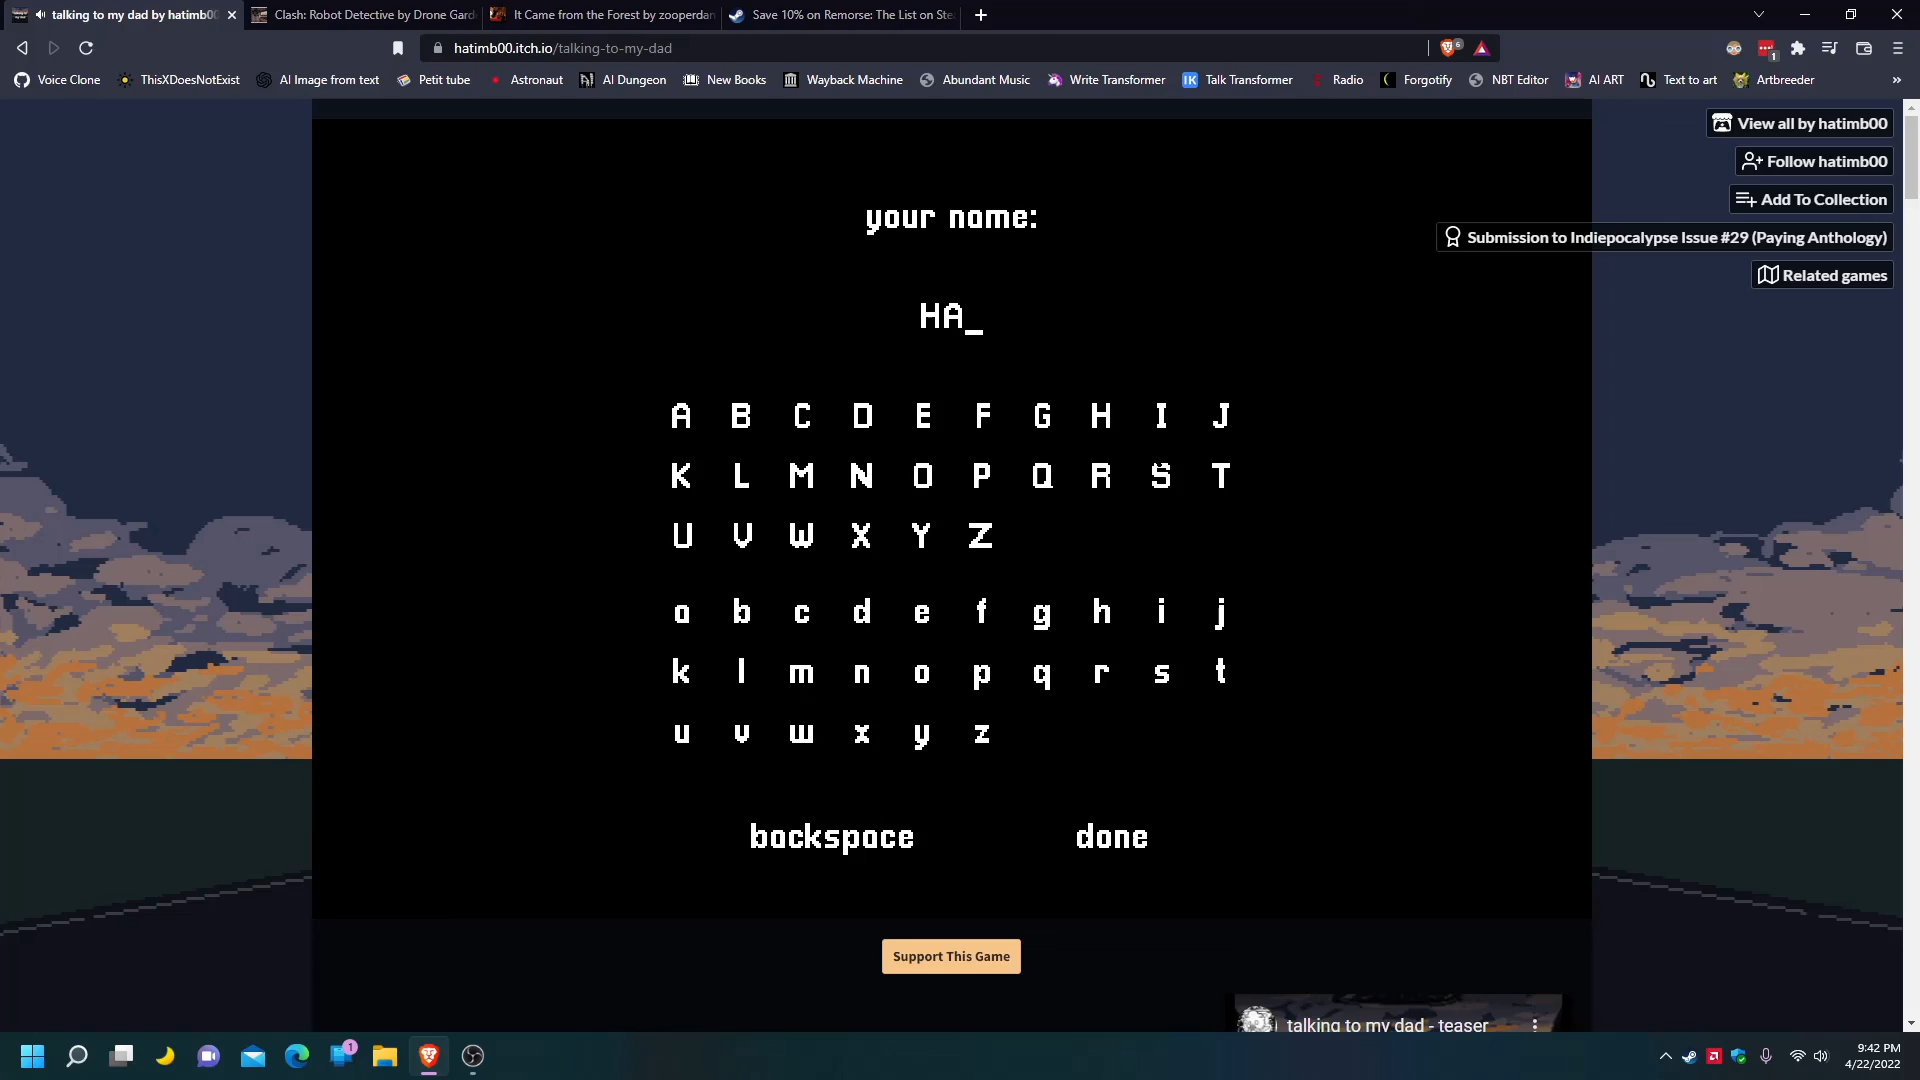 talking to my dad by hatimb00
Clash: Robot Detective by Drone Gard
It Came from the Forest by zooperdan
Save 10% on Remorse: The List on Ste
hatimb00.itch.io/talking-to-my-dad
6
1
Voice Clone
ThisXDoesNotExist
AI Image from text
Petit tube
Astronaut
AI Dungeon
New Books
Wayback Machine
Abundant Music
Write Transformer
IK
Talk Transformer
Radio
Forgotify
NBT Editor
AI ART
Text to art
Artbreeder
»
View all by hatimb00
Follow hatimb00
Add To Collection
Submission to Indiepocalypse Issue #29 (Paying Anthology)
Related games
your name:
HA_
A B C D E F G H I J
K L M N O P Q R S T
U V W X Y Z
a b c d e f g h i j
k l m n o p q r s t
u v w x y z
backspace done
Support This Game
talking to my dad - teaser
1
9:42 PM
4/22/2022